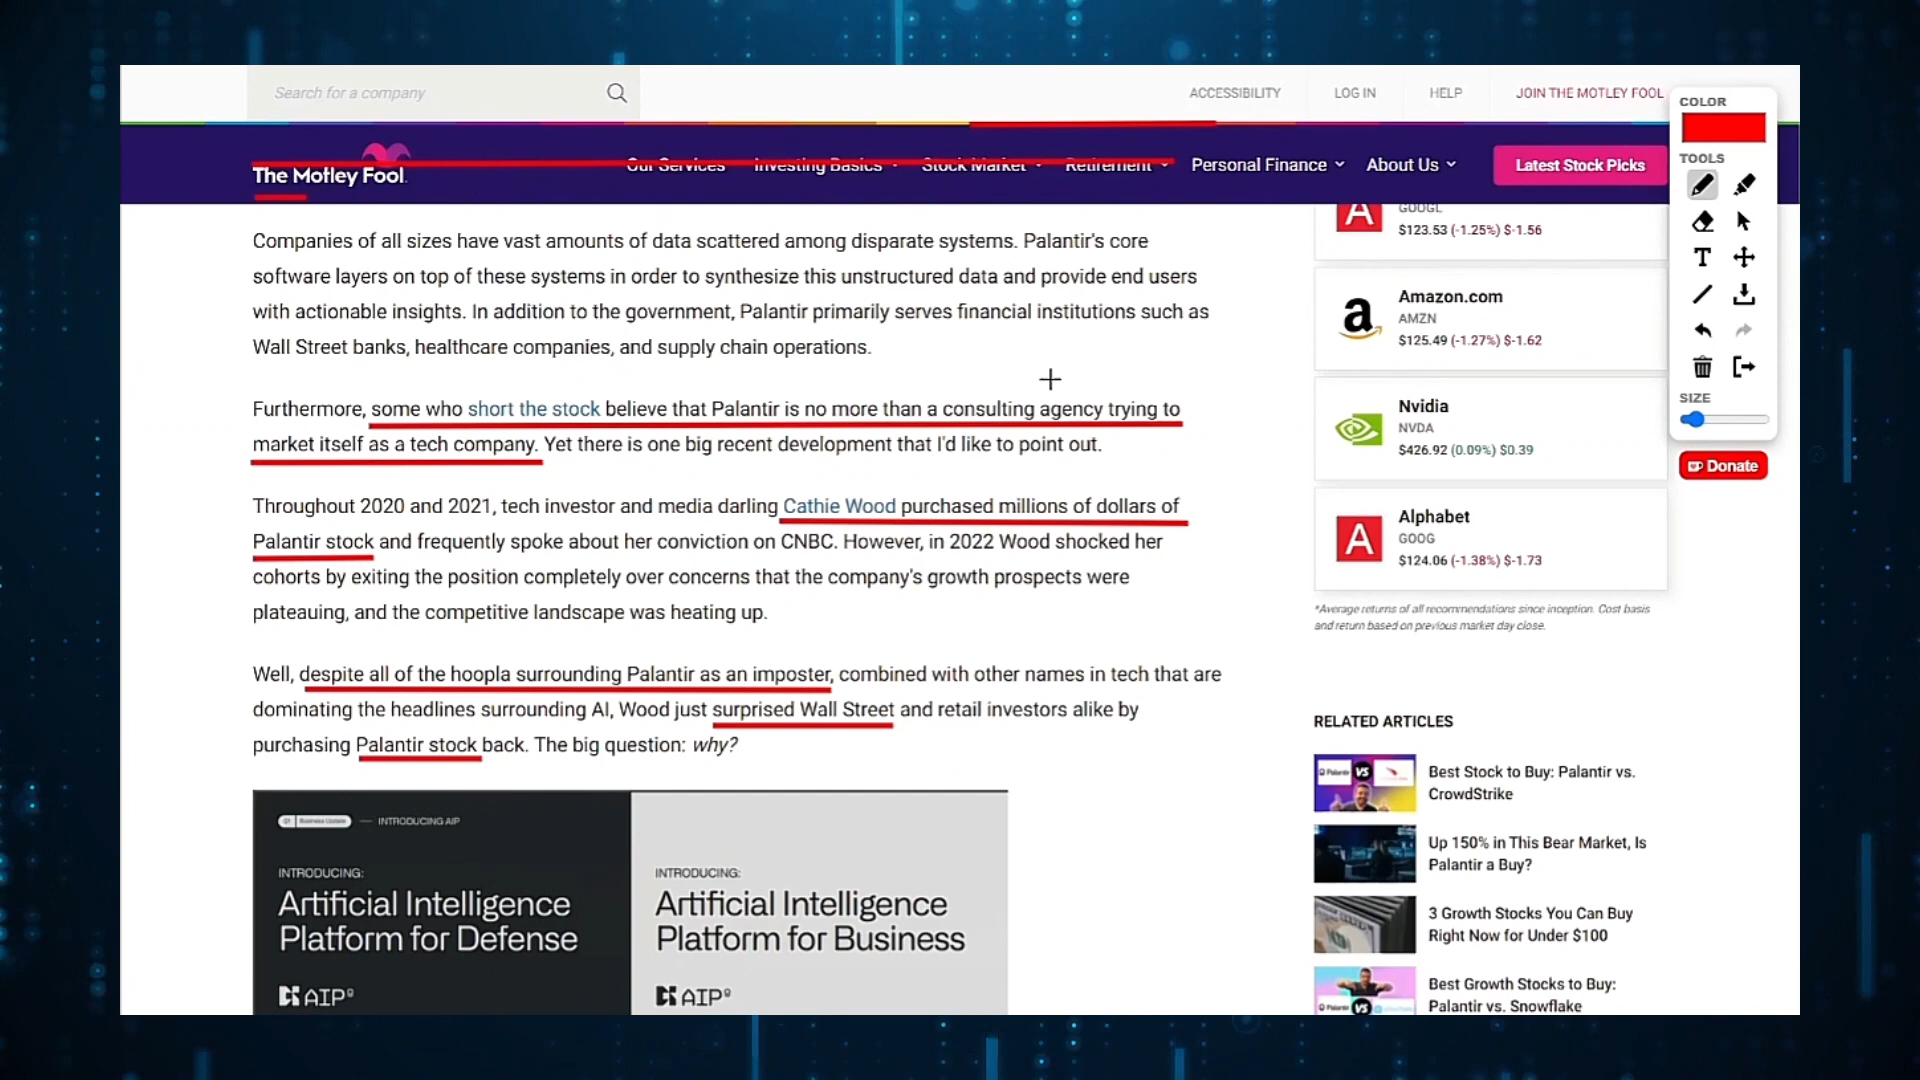 Search for a company
ACCESSIBILITY
LOG IN
HELP
JOIN THE MOTLEY FOOL
The Motley Fool.
Our Services
Investing Basics
Stock Market
Retirement
Personal Finance
About Us
Latest Stock Picks
Companies of all sizes have vast amounts of data scattered among disparate systems. Palantir's core
software layers on top of these systems in order to synthesize this unstructured data and provide end users
with actionable insights. In addition to the government, Palantir primarily serves financial institutions such as
Wall Street banks, healthcare companies, and supply chain operations.
Furthermore, some who short the stock believe that Palantir is no more than a consulting agency trying to
market itself as a tech company. Yet there is one big recent development that I'd like to point out.
Throughout 2020 and 2021, tech investor and media darling Cathie Wood purchased millions of dollars of
Palantir stock and frequently spoke about her conviction on CNBC. However, in 2022 Wood shocked her
cohorts by exiting the position completely over concerns that the company's growth prospects were
plateauing, and the competitive landscape was heating up.
Well, despite all of the hoopla surrounding Palantir as an imposter, combined with other names in tech that are
dominating the headlines surrounding AI, Wood just surprised Wall Street and retail investors alike by
purchasing Palantir stock back. The big question: why?
Q1 Business Update — INTRODUCING AIP
INTRODUCING:
Artificial Intelligence
Platform for Defense
AIP
INTRODUCING:
Artificial Intelligence
Platform for Business
AIP
A
GOOGL
$123.53 (-1.25%) $-1.56
a
Amazon.com
AMZN
$125.49 (-1.27%) $-1.62
Nvidia
NVDA
$426.92 (0.09%) $0.39
A
Alphabet
GOOG
$124.06 (-1.38%) $-1.73
*Average returns of all recommendations since inception. Cost basis
and return based on previous market day close.
RELATED ARTICLES
Palantir VS
Best Stock to Buy: Palantir vs.
CrowdStrike
Up 150% in This Bear Market, Is
Palantir a Buy?
3 Growth Stocks You Can Buy
Right Now for Under $100
Palantir VS
Best Growth Stocks to Buy:
Palantir vs. Snowflake
COLOR
TOOLS
T
SIZE
Donate